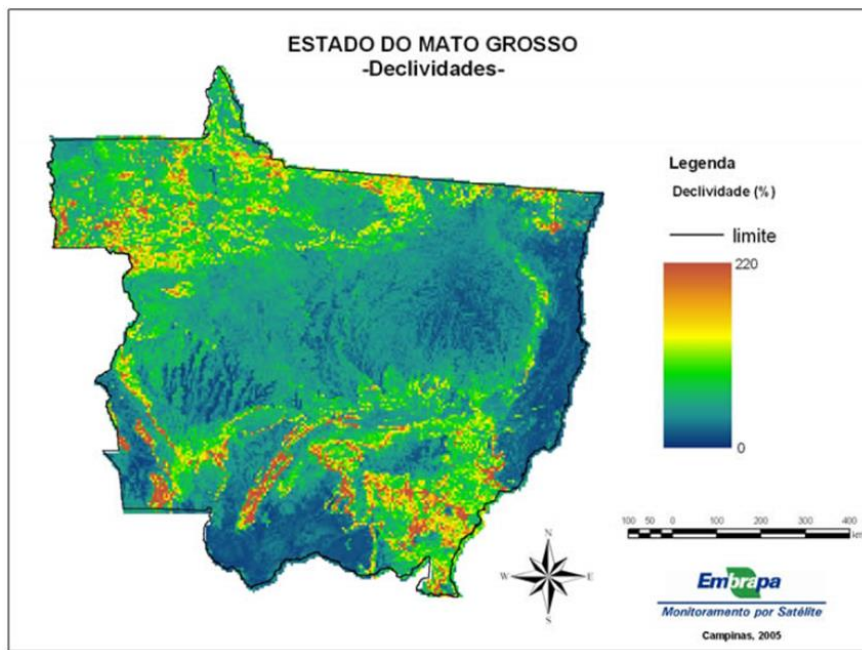 ESTADO DO MATO GROSSO
-Declividades-
Legenda
Declividade (%)
limite
220
0
100 50 0 100 200 300 400
km
N
W E
S
Embrapa
Monitoramento por Satélite
Campinas, 2005